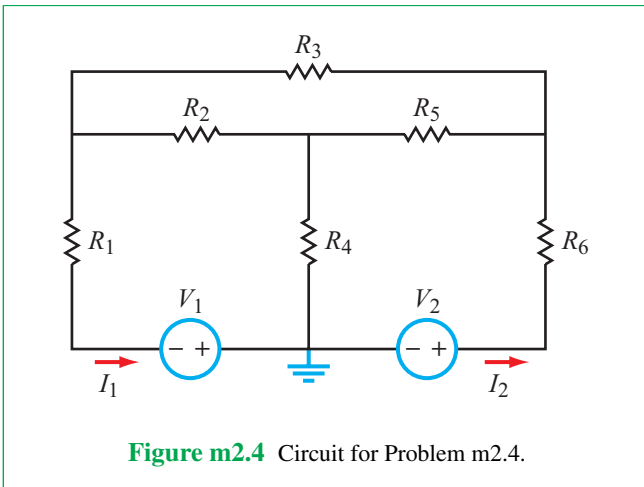 R3
R2 R5
R1 R4 R6
V1 V2
− + − +
I1 I2
Figure m2.4 Circuit for Problem m2.4.